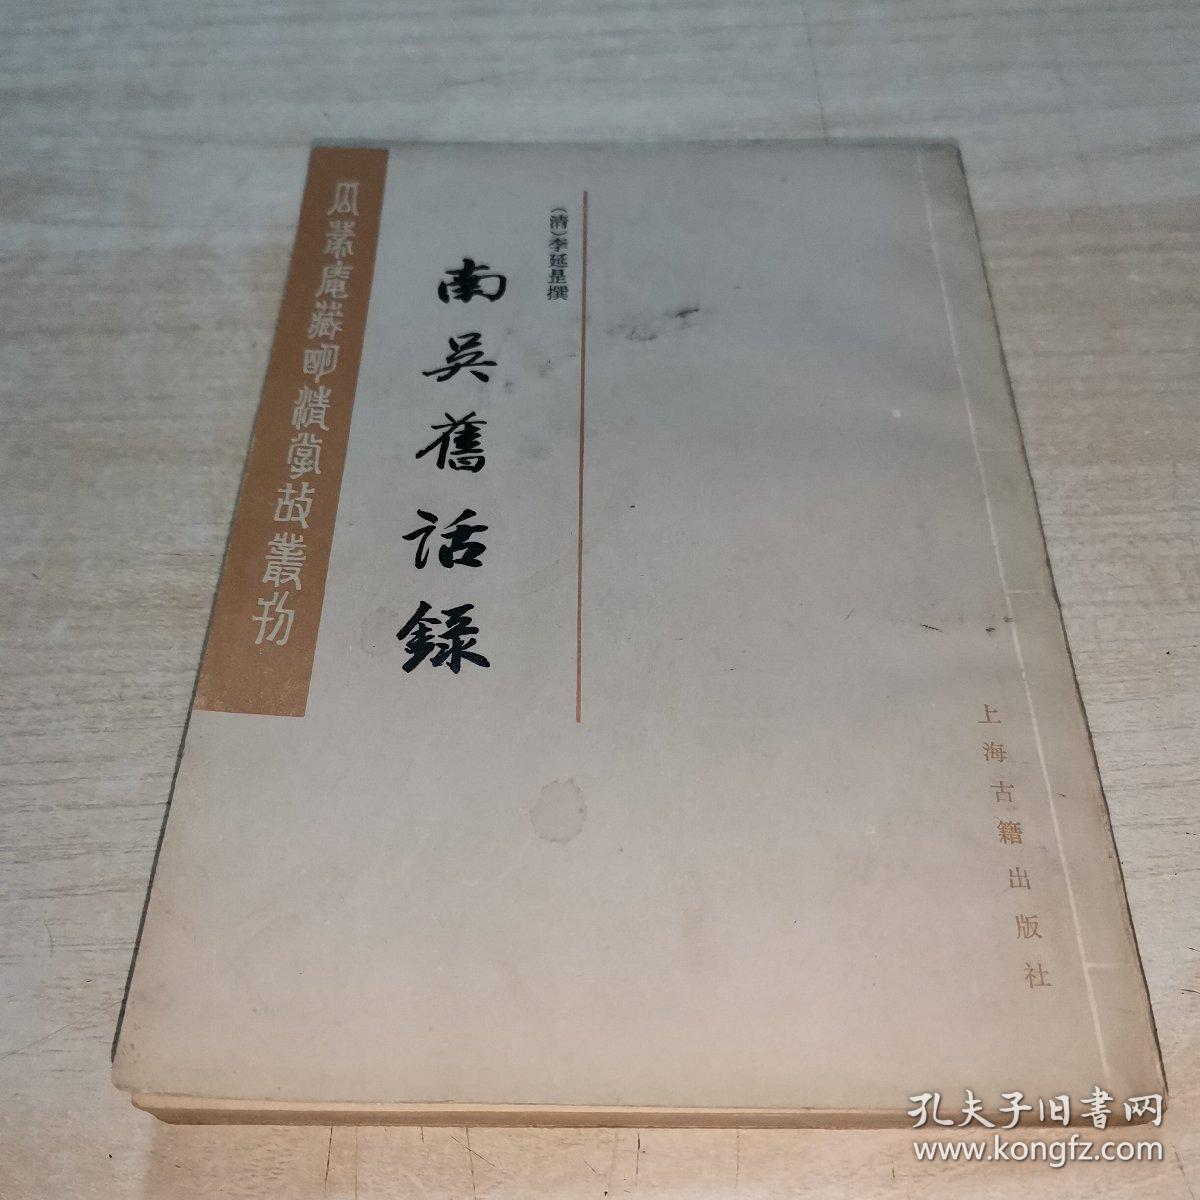 瓜蒂庵藏明清掌故叢刊
南吳舊話錄
（清）李延昰撰
上海古籍出版社
孔夫子旧書网
www.kongfz.com